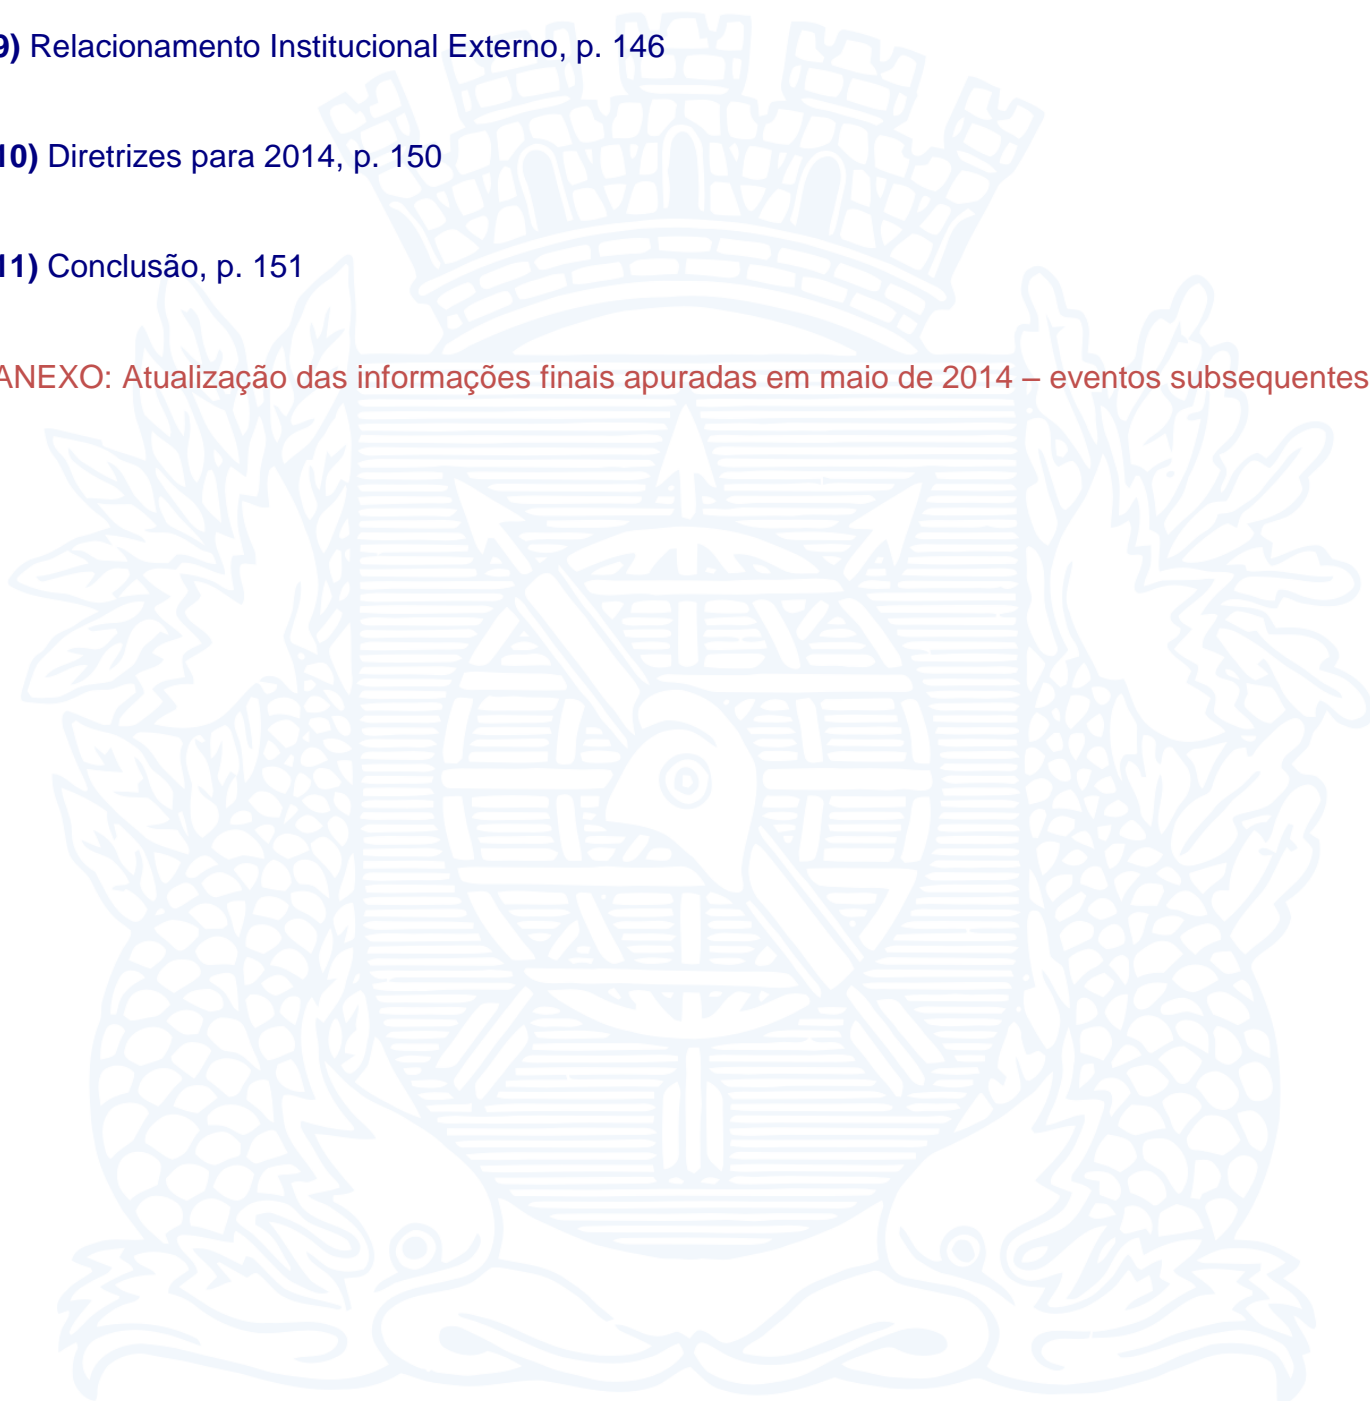 9) Relacionamento Institucional Externo, p. 146
10) Diretrizes para 2014, p. 150
11) Conclusão, p. 151
ANEXO: Atualização das informações finais apuradas em maio de 2014 – eventos subsequentes